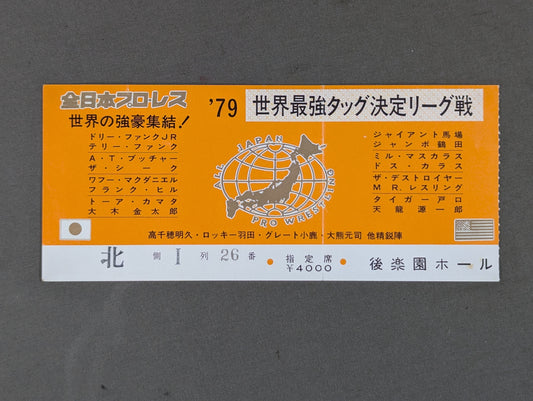 全日本プロレス
'79 世界最強タッグ決定リーグ戦
世界の強豪集結!
ドリー・ファンクJR
テリー・ファンク
A・T・ブッチャー
ザ・シーク
ワフー・マクダニエル
フランク・ヒル
トーア・カマタ
大木金太郎
ALL JAPAN
PRO WRESTLING
ジャイアント馬場
ジャンボ鶴田
ミル・マスカラス
ドス・カラス
ザ・デストロイヤー
MR.レスリング
タイガー戸口
天龍源一郎
高千穂明久・ロッキー羽田・グレート小鹿・大熊元司 他精鋭陣
北 側 I 列 26 番 ・ 指定席 ¥4000 ・ 後楽園ホール